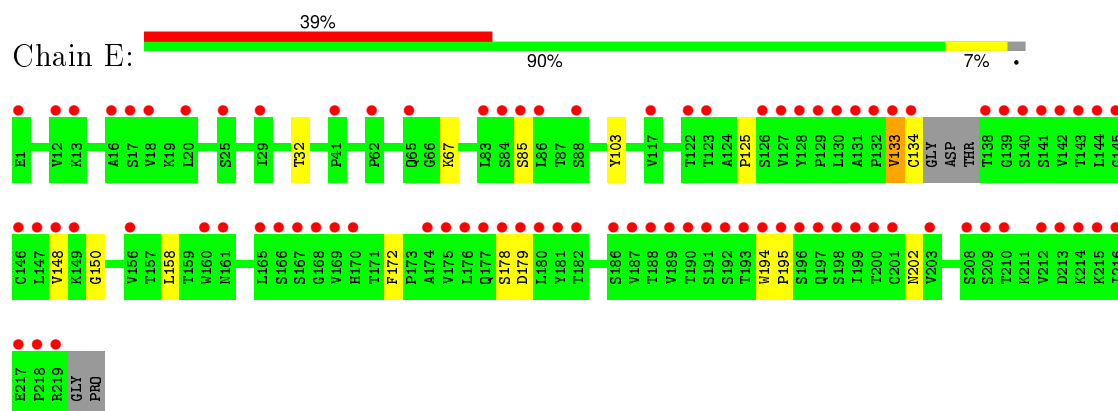 39%
Chain E:
90% 7% •
E1 V12 K13 A16 S17 V18 K19 L20 S25 I29 T32 P41 P62 Q65 G66 K67 L83 S84 S85 L86 T87 S88 Y103 V117 T122 T123 A124 P125 S126 V127 Y128 P129 L130 A131 P132 V133 C134 GLY ASP THR T138 G139 S140 S141 V142 T143 L144 G145
C146 L147 V148 K149 G150 V156 T157 L158 T159 W160 N161 L165 S166 S167 G168 V169 H170 T171 F172 P173 A174 V175 L176 Q177 S178 D179 L180 Y181 T182 S186 V187 T188 V189 T190 S191 S192 T193 W194 P195 S196 Q197 S198 I199 T200 C201 N202 V203 S208 S209 T210 K211 V212 D213 K214 K215 I216
E217 P218 R219 GLY PRO